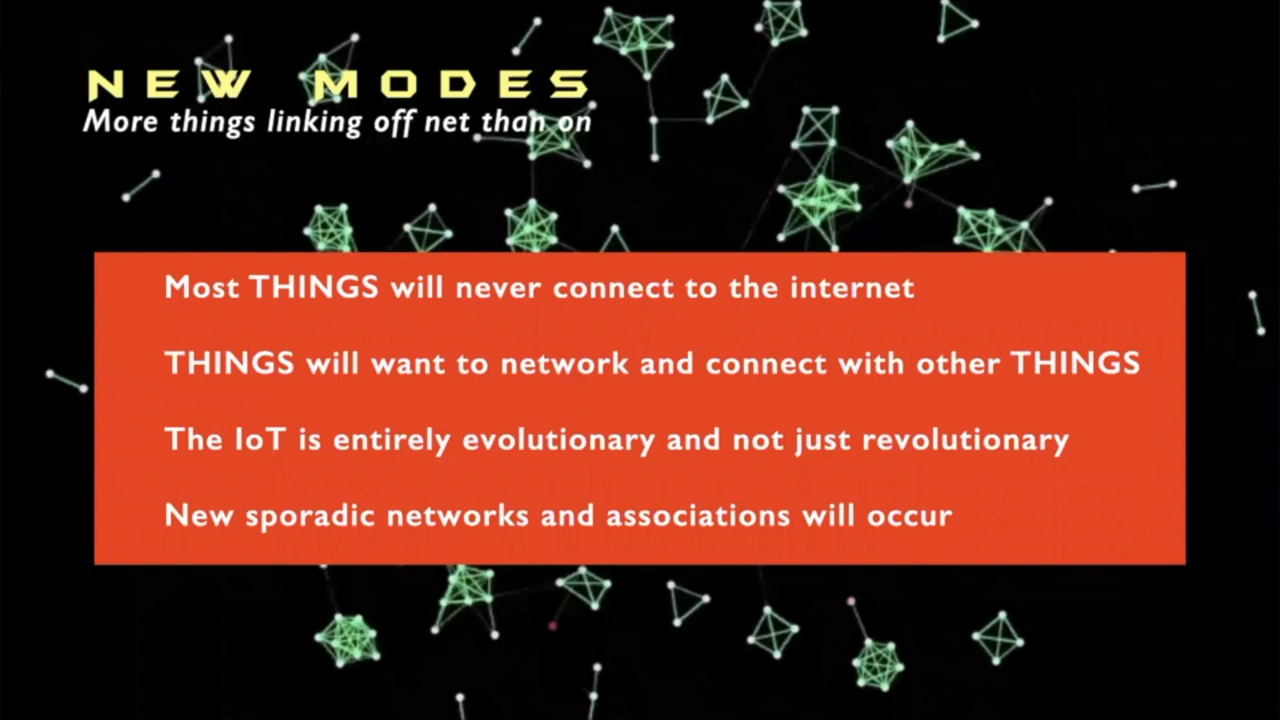 NEW MODES
More things linking off net than on
Most THINGS will never connect to the internet
THINGS will want to network and connect with other THINGS
The IoT is entirely evolutionary and not just revolutionary
New sporadic networks and associations will occur